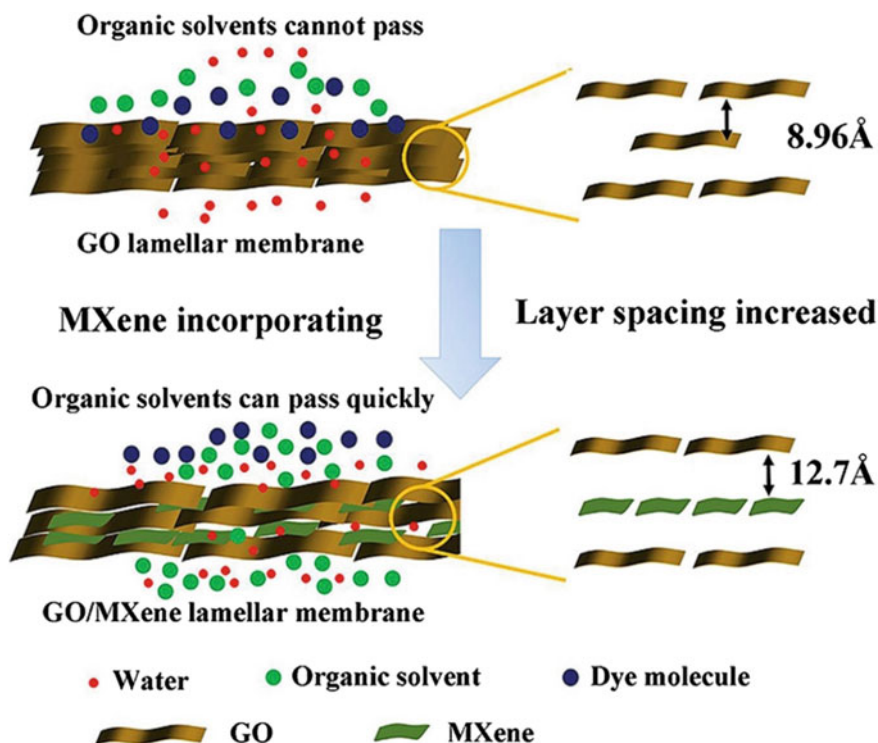 Organic solvents cannot pass
8.96Å
GO lamellar membrane
MXene incorporating
Layer spacing increased
Organic solvents can pass quickly
12.7Å
GO/MXene lamellar membrane
Water
Organic solvent
Dye molecule
GO
MXene